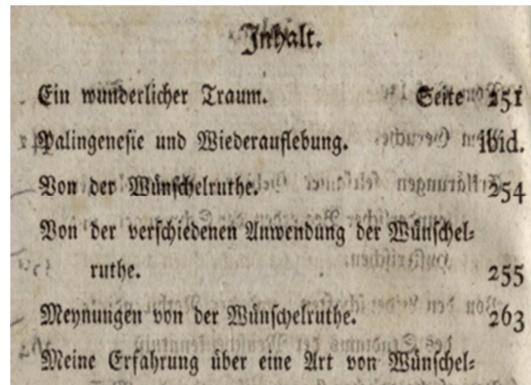 Inhalt.
Ein wunderlicher Traum. Seite 251
Palingenesie und Wiederauflebung. ibid.
Von der Wünschelruthe. 254
Von der verschiedenen Anwendung der Wünschel-
ruthe. 255
Meynungen von der Wünschelruthe. 263
Meine Erfahrung über eine Art von Wünschel-